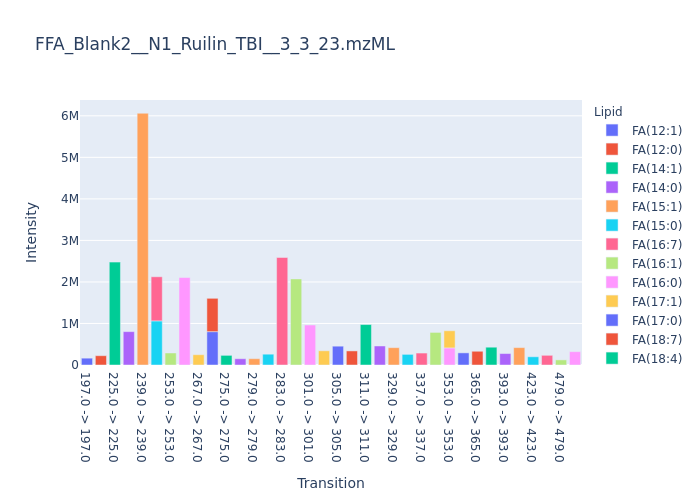 FFA_Blank2__N1_Ruilin_TBI__3_3_23.mzML
Intensity
6M
5M
4M
3M
2M
1M
0
197.0 -> 197.0
225.0 -> 225.0
239.0 -> 239.0
253.0 -> 253.0
267.0 -> 267.0
275.0 -> 275.0
279.0 -> 279.0
283.0 -> 283.0
301.0 -> 301.0
305.0 -> 305.0
311.0 -> 311.0
329.0 -> 329.0
337.0 -> 337.0
353.0 -> 353.0
365.0 -> 365.0
393.0 -> 393.0
423.0 -> 423.0
479.0 -> 479.0
Transition
Lipid
FA(12:1)
FA(12:0)
FA(14:1)
FA(14:0)
FA(15:1)
FA(15:0)
FA(16:7)
FA(16:1)
FA(16:0)
FA(17:1)
FA(17:0)
FA(18:7)
FA(18:4)